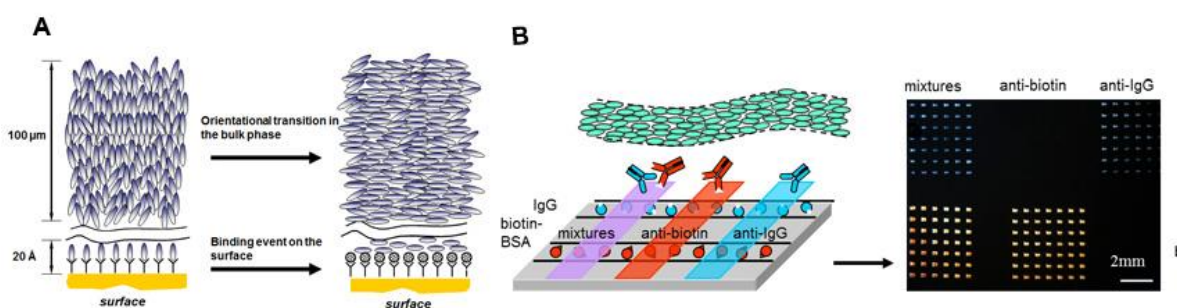 A
100 µm
Orientational transition in
the bulk phase
20 Å
Binding event on the
surface
surface
surface
B
IgG
biotin-
BSA
mixtures
anti-biotin
anti-IgG
mixtures
anti-biotin
anti-IgG
2mm